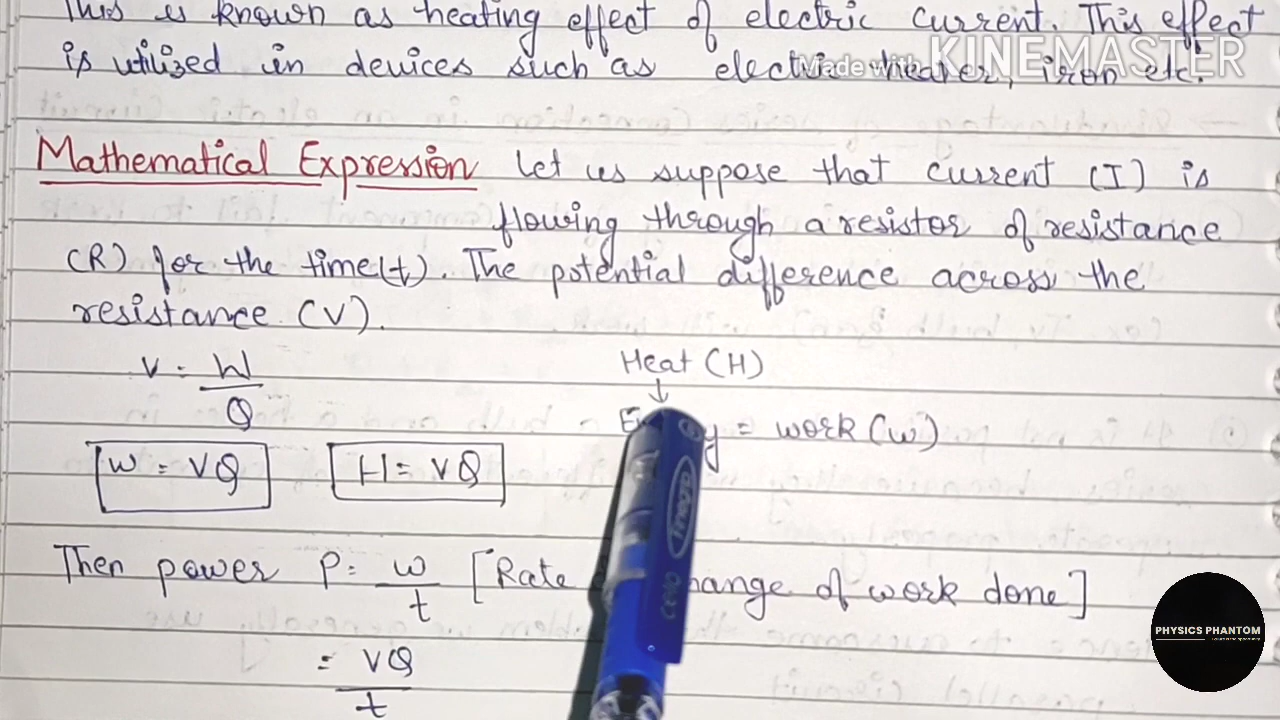 This is known as heating effect of electric current. This effect
is utilized in devices such as electric heater, iron etc.
Made with KINEMASTER
Mathematical Expression Let us suppose that current (I) is
flowing through a resistor of resistance
(R) for the time(t). The potential difference across the
resistance (V).
V = W
Q
Heat (H)
↓
= work (w)
W = VQ
H = VQ
Then power P = w [Rate change of work done]
t
= VQ
t
PHYSICS PHANTOM
Thera
cello